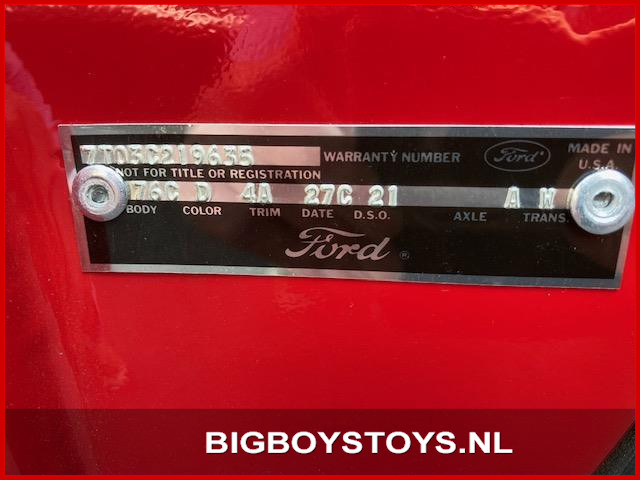 7T03C219635 WARRANTY NUMBER Ford MADE IN U.S.A.
NOT FOR TITLE OR REGISTRATION
76C D 4A 27C 21 A W
BODY COLOR TRIM DATE D.S.O. AXLE TRANS.
Ford ®
BIGBOYSTOYS.NL